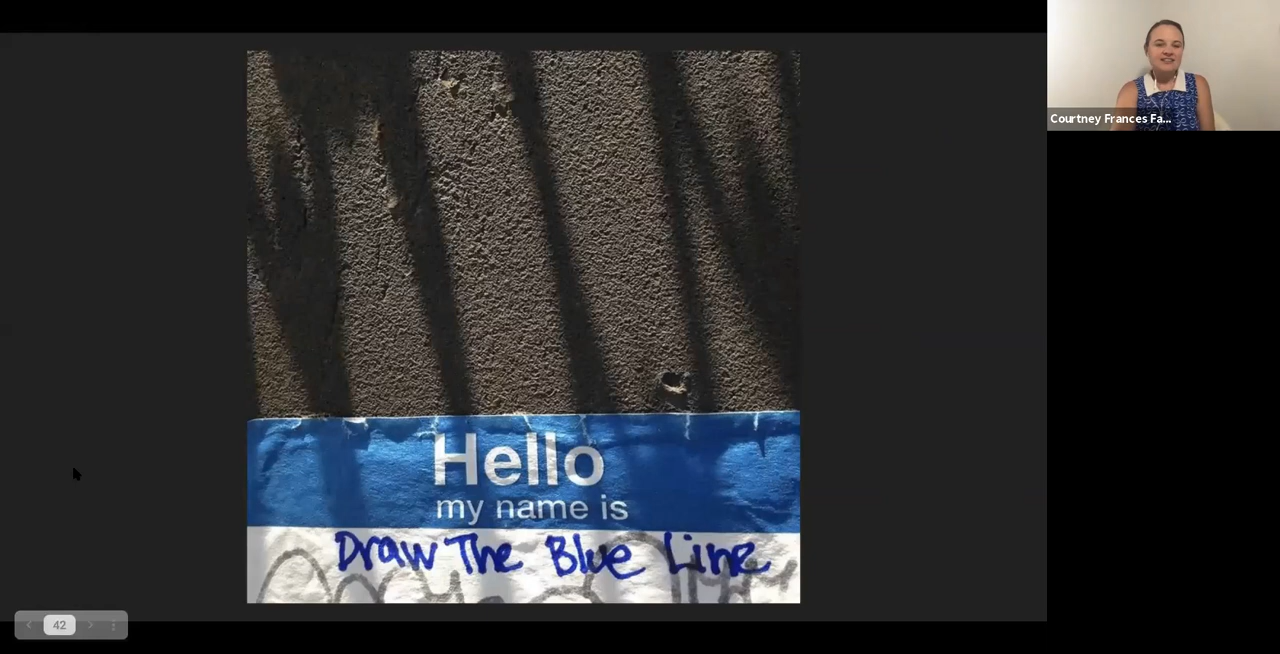 Courtney Frances Fa...
Hello
my name is
Draw The Blue Line
42